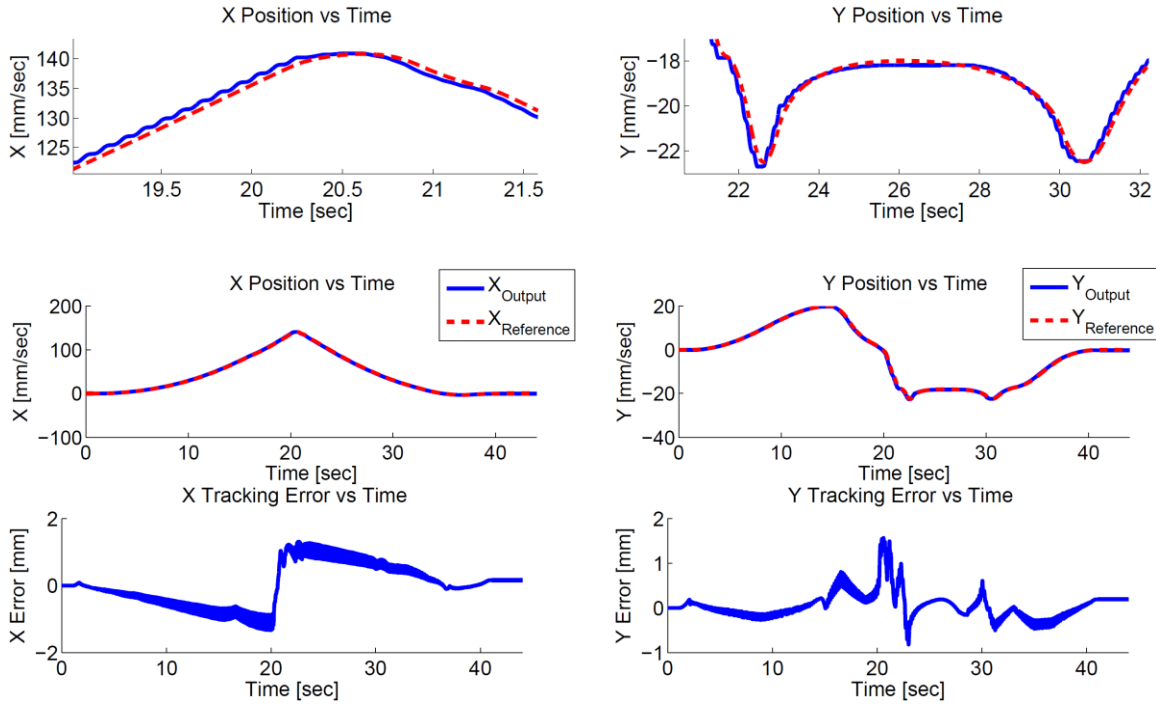 X Position vs Time
X [mm/sec]
140
135
130
125
19.5 20 20.5 21 21.5
Time [sec]
Y Position vs Time
Y [mm/sec]
−18
−20
−22
22 24 26 28 30 32
Time [sec]
X Position vs Time
X_Output
X_Reference
X [mm/sec]
200
100
0
−100
0 10 20 30 40
Time [sec]
Y Position vs Time
Y_Output
Y_Reference
Y [mm/sec]
20
0
−20
−40
0 10 20 30 40
Time [sec]
X Tracking Error vs Time
X Error [mm]
2
0
−2
0 10 20 30 40
Time [sec]
Y Tracking Error vs Time
Y Error [mm]
2
1
0
−1
0 10 20 30 40
Time [sec]